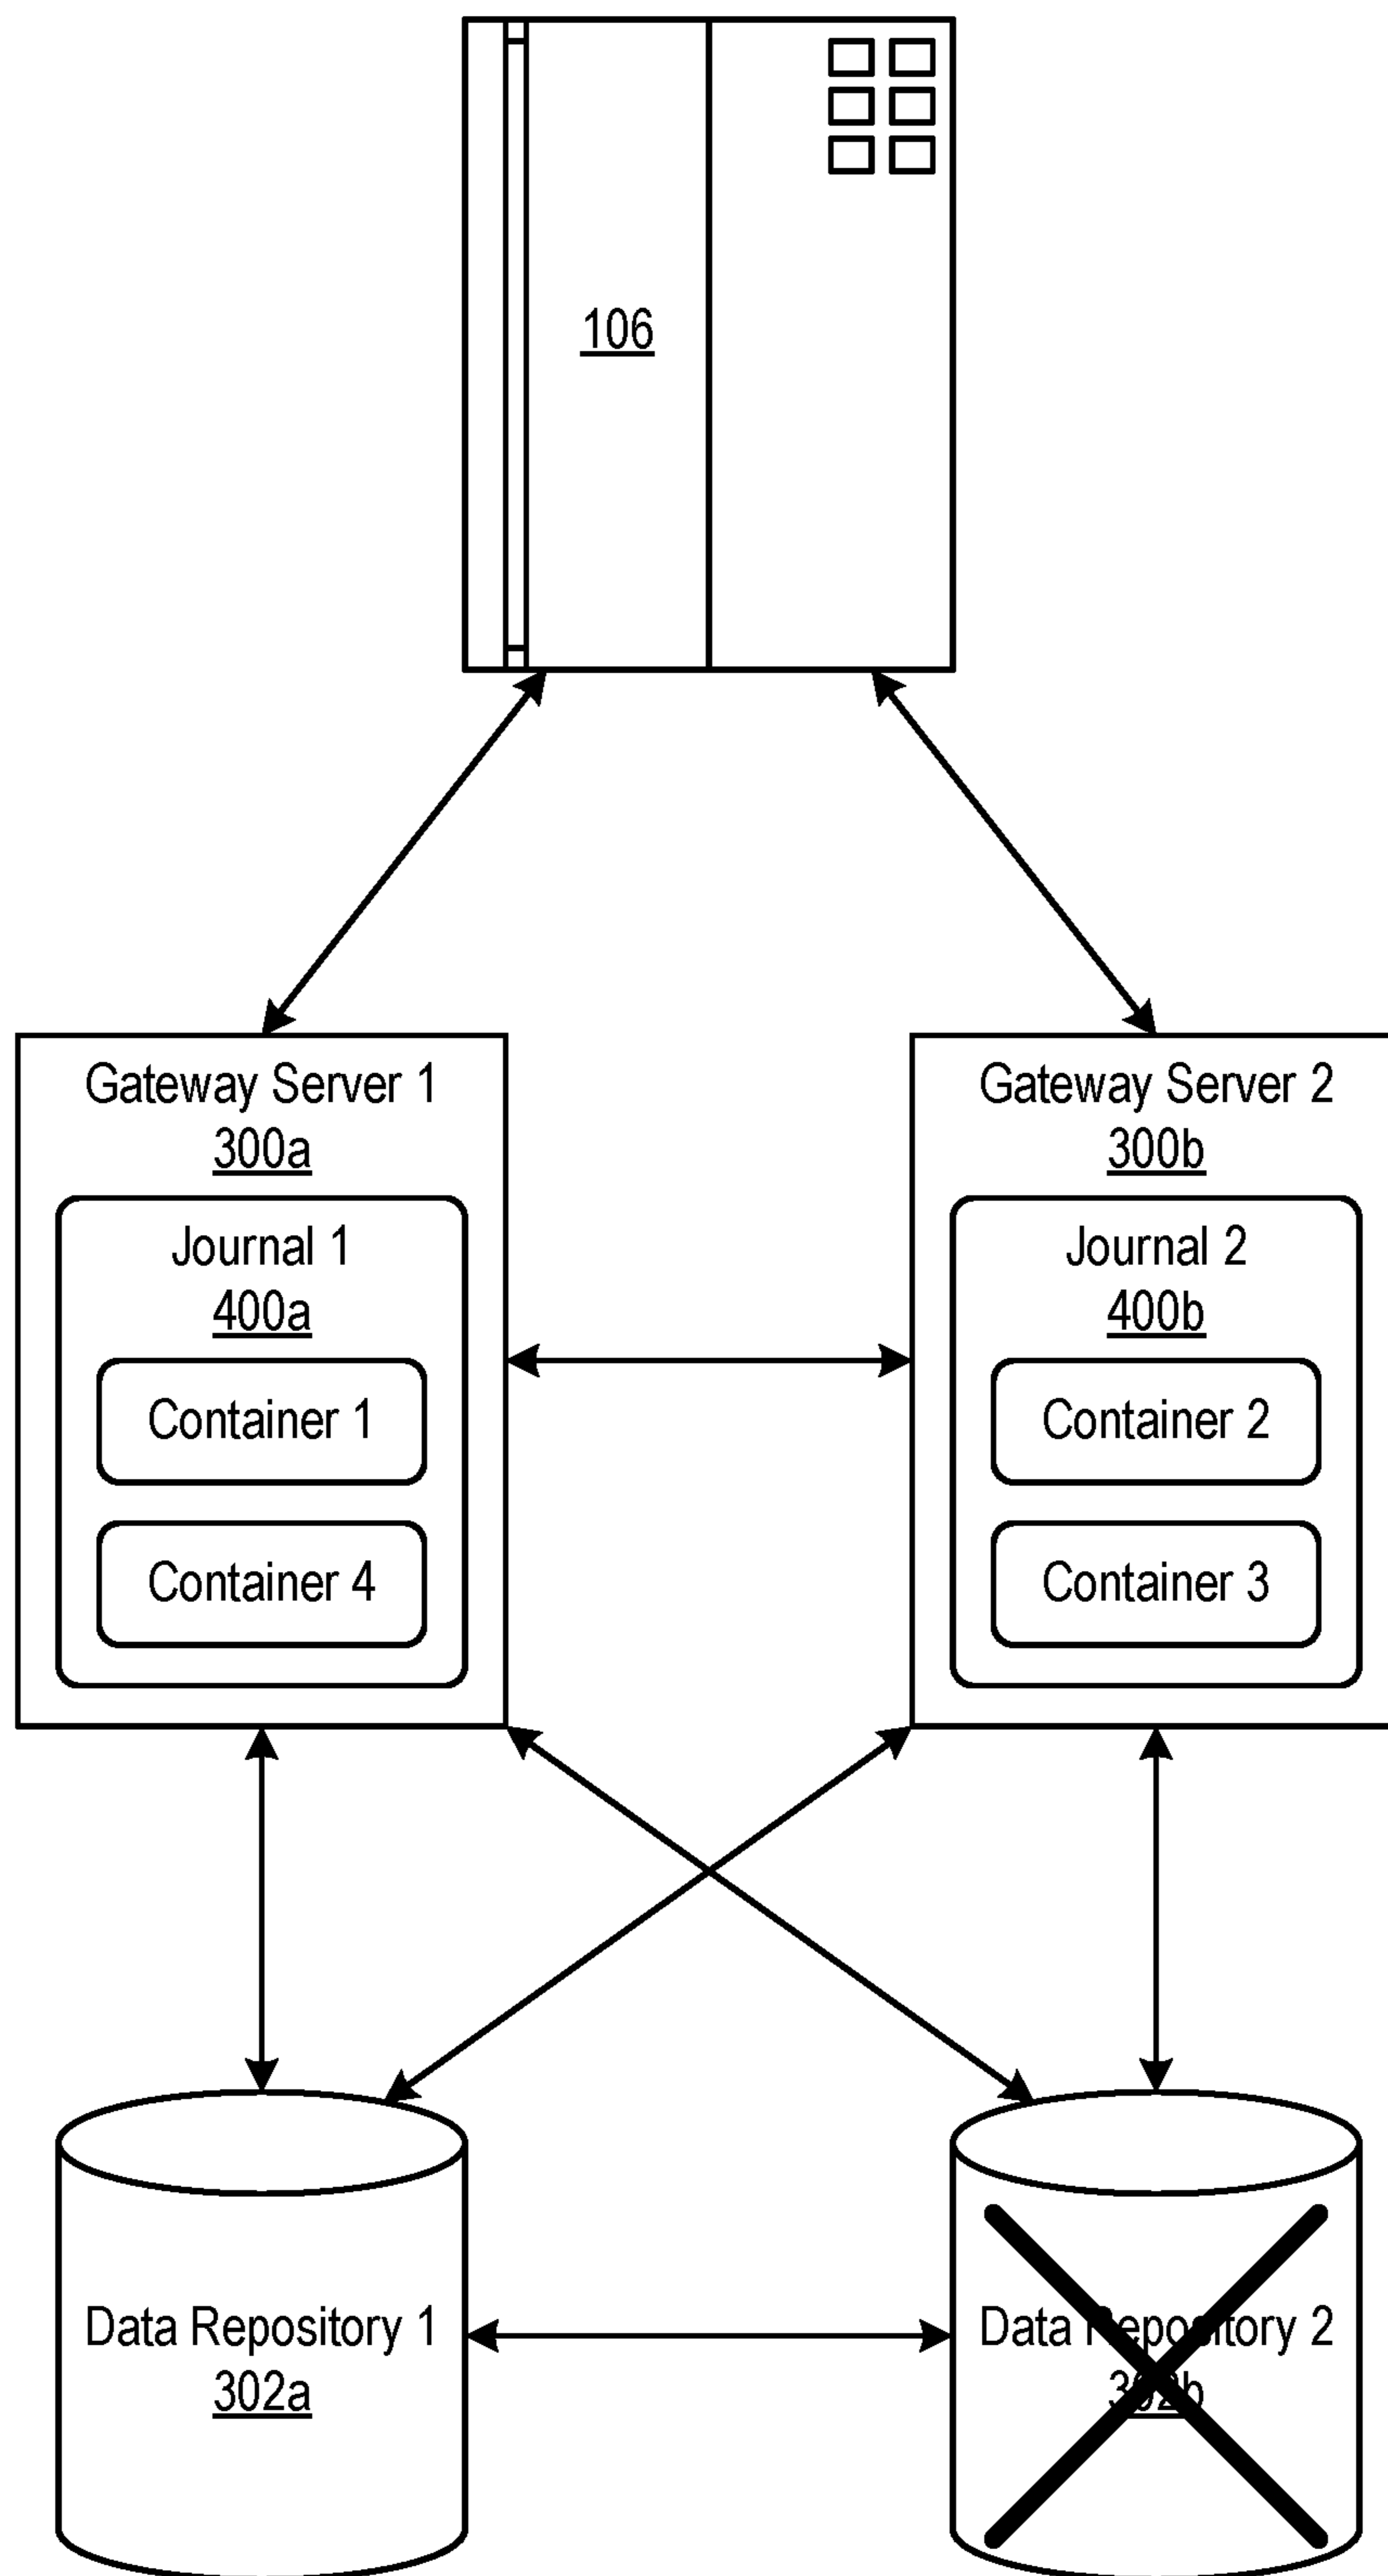 106
Gateway Server 1
300a
Journal 1
400a
Container 1
Container 4
Gateway Server 2
300b
Journal 2
400b
Container 2
Container 3
Data Repository 1
302a
Data Repository 2
302b